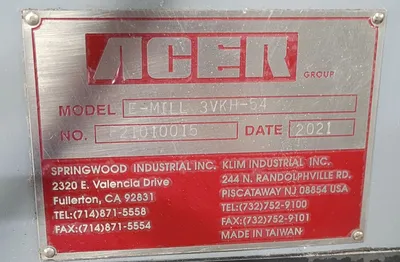 ACER
GROUP
MODEL E-MILL 3VKH-54
NO. F21010015 DATE 2021
SPRINGWOOD INDUSTRIAL INC. KLIM INDUSTRIAL INC.
2320 E. Valencia Drive 244 N. RANDOLPHVILLE RD.
Fullerton, CA 92831 PISCATAWAY NJ 08854 USA
TEL:(714)871-5558 TEL:(732)752-9100
FAX:(714)871-5554 FAX:(732)752-9101
MADE IN TAIWAN